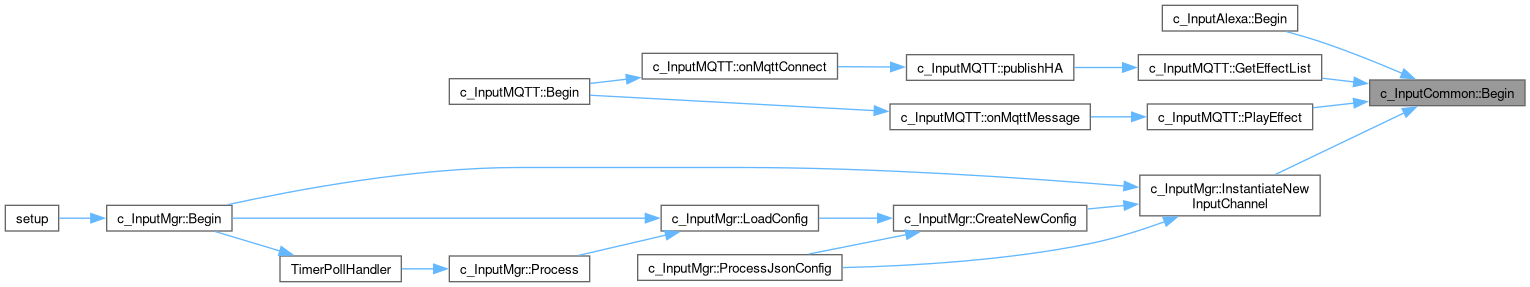 c_InputAlexa::Begin
c_InputMQTT::onMqttConnect
c_InputMQTT::publishHA
c_InputMQTT::GetEffectList
c_InputMQTT::Begin
c_InputCommon::Begin
c_InputMQTT::onMqttMessage
c_InputMQTT::PlayEffect
c_InputMgr::InstantiateNew
InputChannel
setup
c_InputMgr::Begin
c_InputMgr::LoadConfig
c_InputMgr::CreateNewConfig
TimerPollHandler
c_InputMgr::Process
c_InputMgr::ProcessJsonConfig